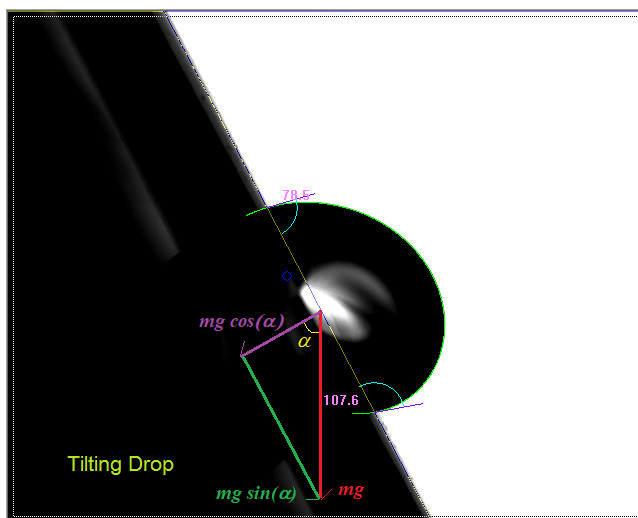 78.5
mg cos(α)
α
107.6
Tilting Drop
mg sin(α)
mg